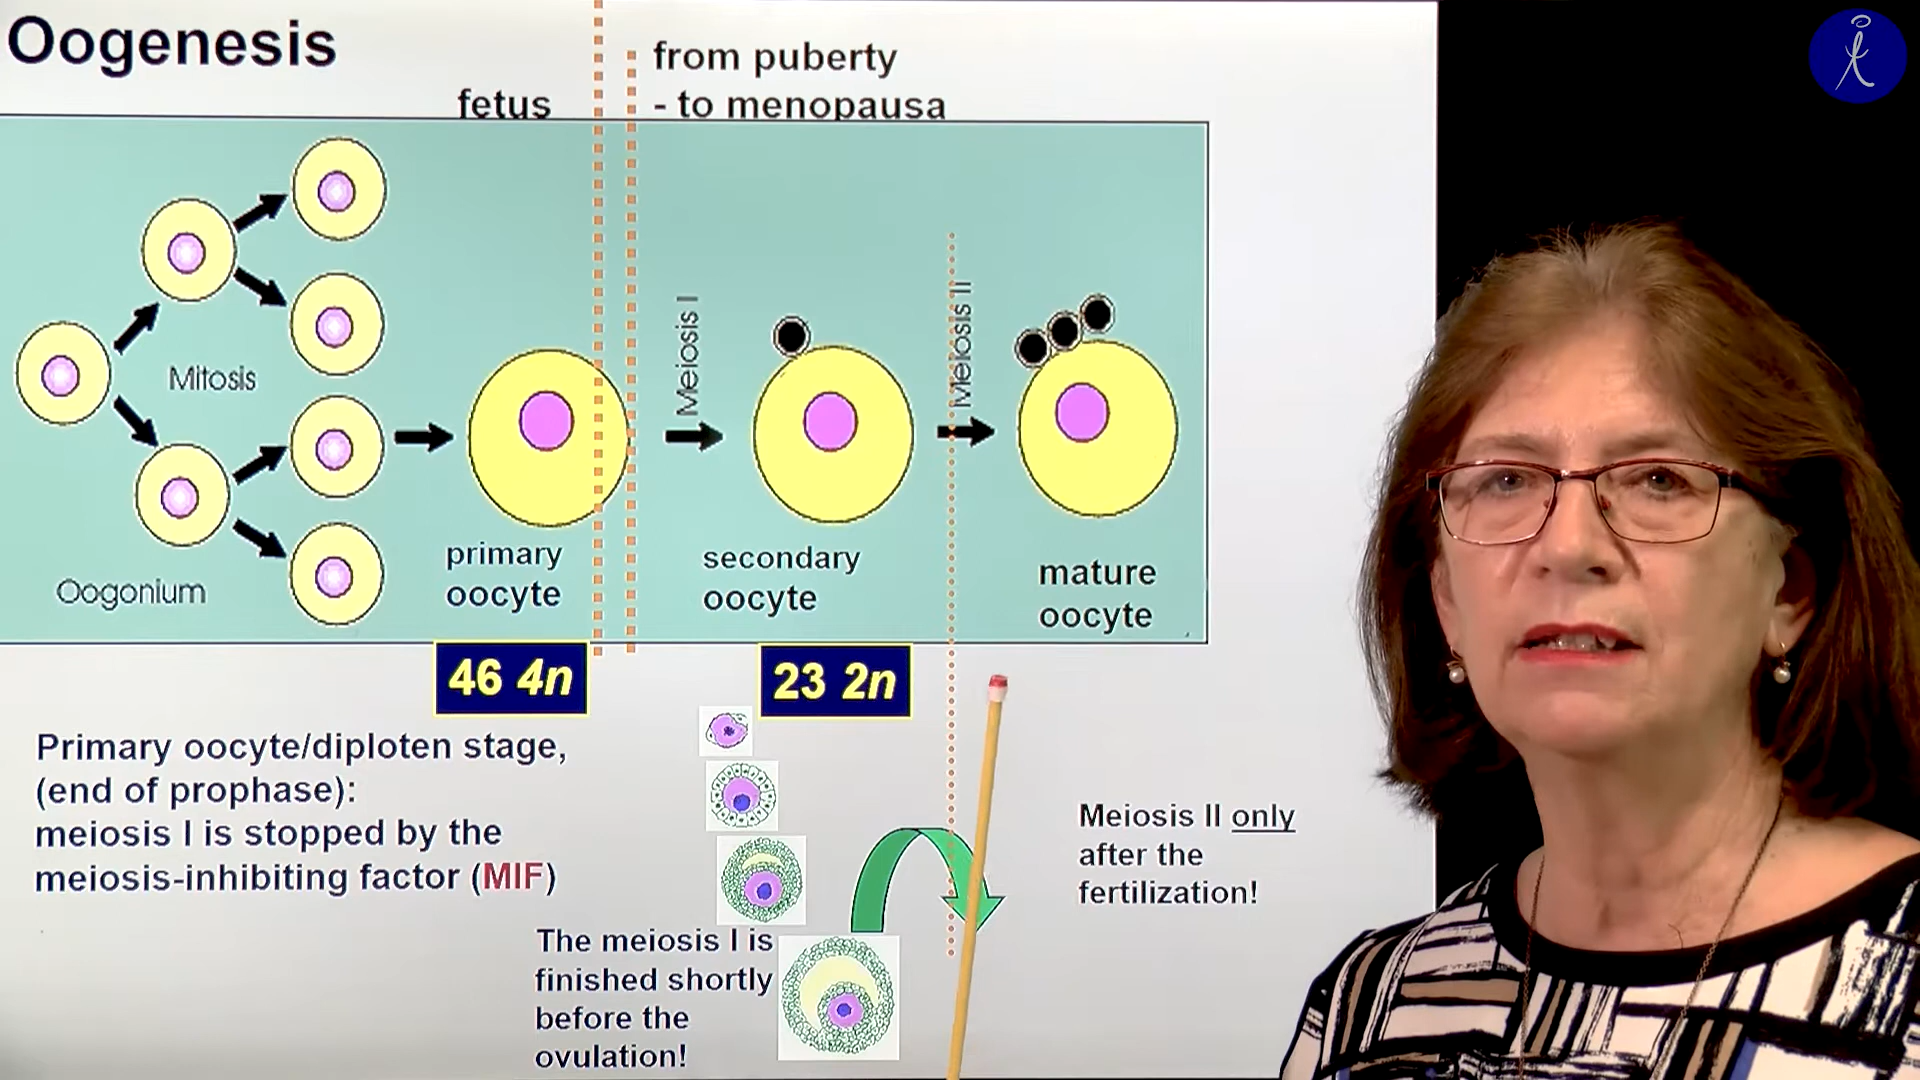 Oogenesis
fetus
from puberty
- to menopausa
Mitosis
Oogonium
primary
oocyte
Meiosis I
secondary
oocyte
Meiosis II
mature
oocyte
46 4n
23 2n
Primary oocyte/diploten stage,
(end of prophase):
meiosis I is stopped by the
meiosis-inhibiting factor (MIF)
The meiosis I is
finished shortly
before the
ovulation!
Meiosis II only
after the
fertilization!